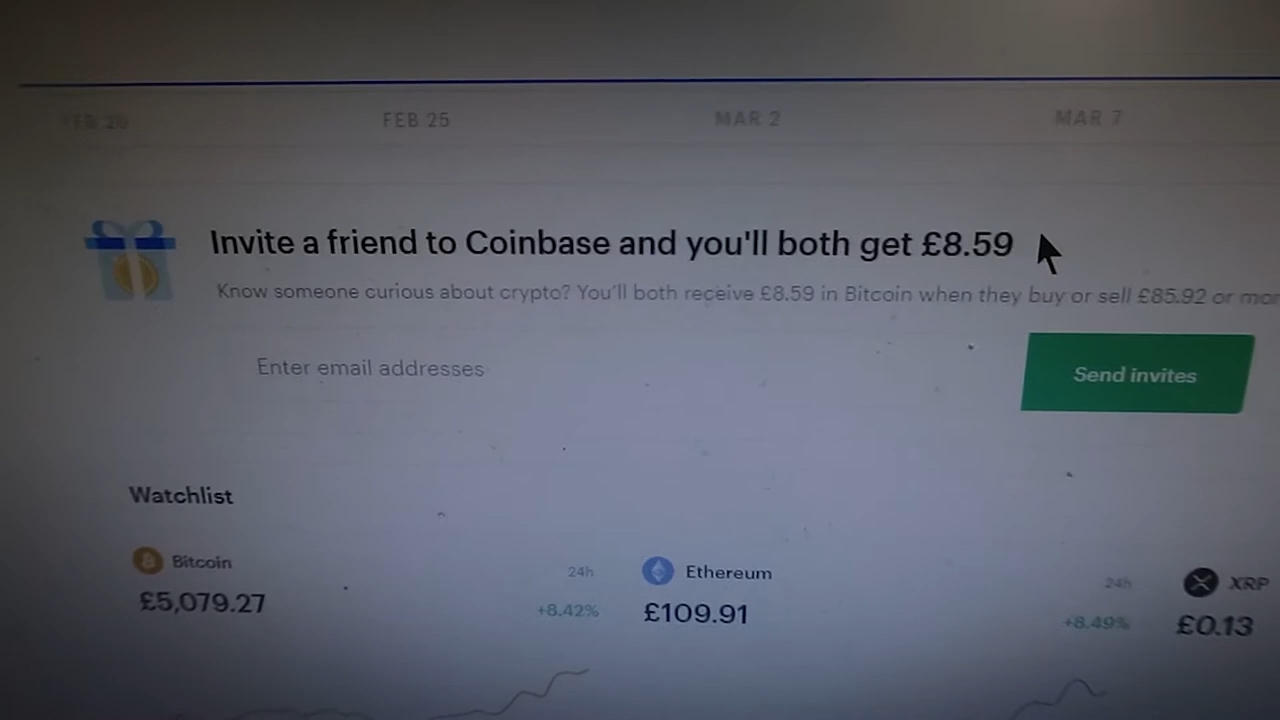 FEB 20 FEB 25 MAR 2 MAR 7
Invite a friend to Coinbase and you'll both get £8.59
Know someone curious about crypto? You'll both receive £8.59 in Bitcoin when they buy or sell £85.92 or
Enter email addresses
Send invites
Watchlist
Bitcoin 24h Ethereum 24h XRP
£5,079.27 +8.42% £109.91 +8.49% £0.13